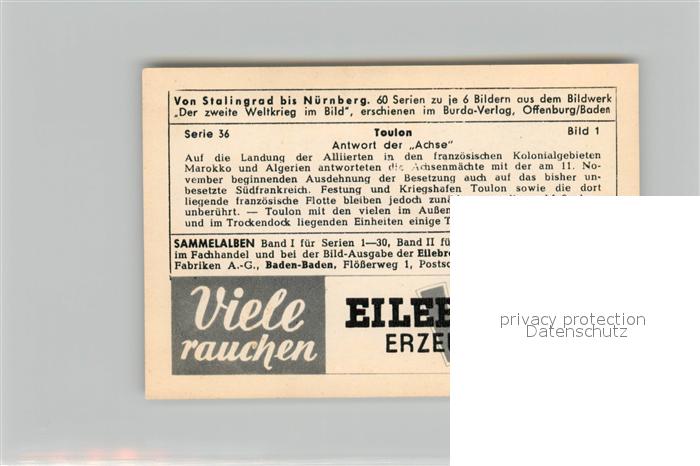 Von Stalingrad bis Nürnberg. 60 Serien zu je 6 Bildern aus dem Bildwerk
„Der zweite Weltkrieg im Bild", erschienen im Burda-Verlag, Offenburg/Baden
Serie 36 Toulon Bild 1
Antwort der „Achse"
Auf die Landung der Alliierten in den französischen Kolonialgebieten
Marokko und Algerien antworteten die Achsenmächte mit der am 11. No-
vember beginnenden Ausdehnung der Besetzung auch auf das bisher un-
besetzte Südfrankreich. Festung und Kriegshafen Toulon sowie die dort
liegende französische Flotte bleiben jedoch
unberührt. — Toulon mit den vielen im
und im Trockendock liegenden Einheiten einige
SAMMELALBEN Band I für Serien 1—30, Band II
im Fachhandel und bei der Bild-Ausgabe der
Fabriken A.-G., Baden-Baden, Flößerweg 1,
Viele
rauchen
privacy protection
Datenschutz